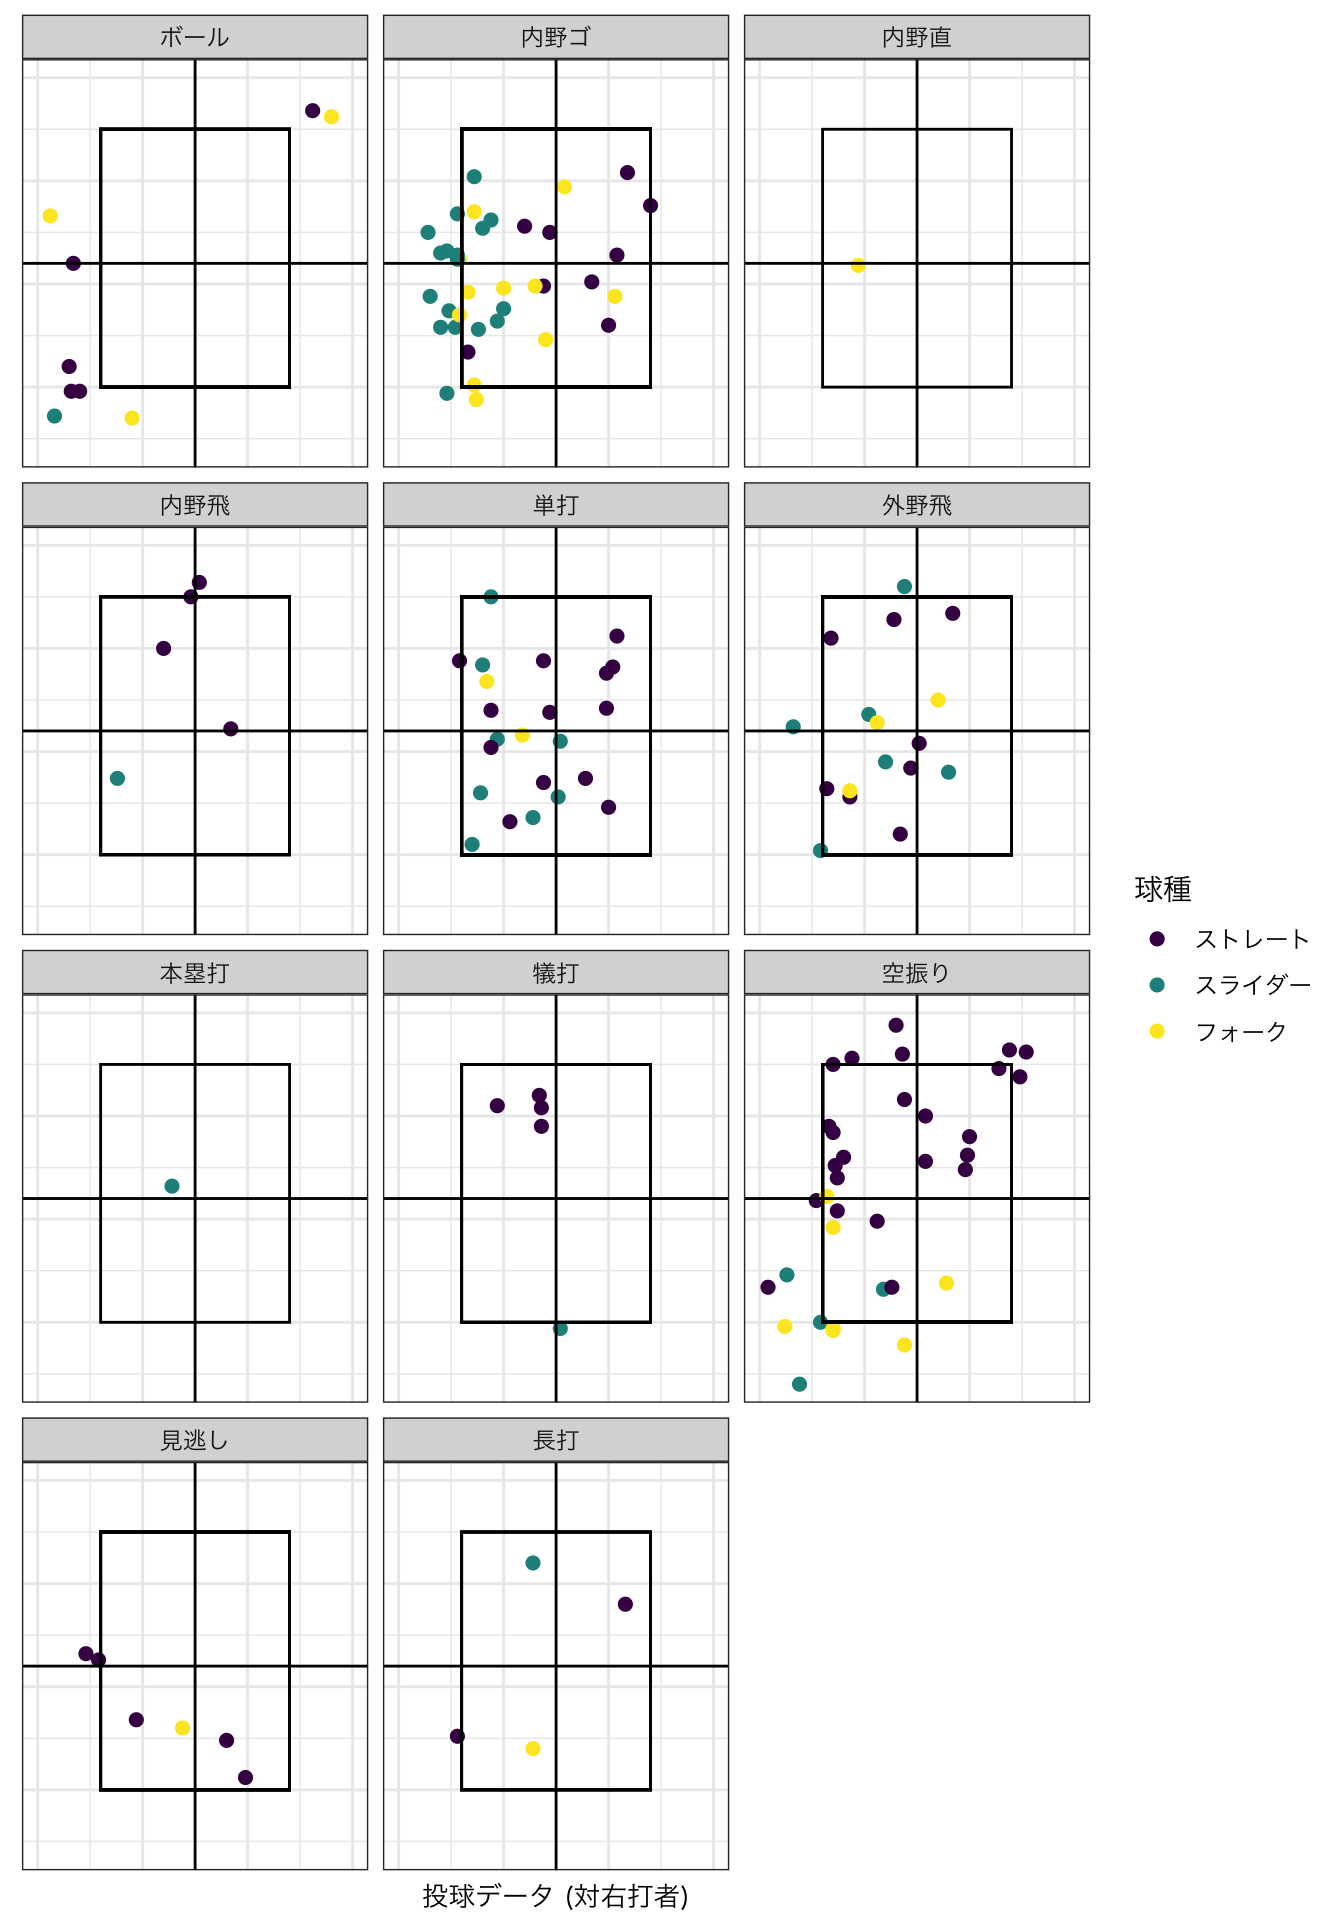 ボール
内野ゴ
内野直
内野飛
単打
外野飛
本塁打
犠打
空振り
見逃し
長打
球種
ストレート
スライダー
フォーク
投球データ (対右打者)